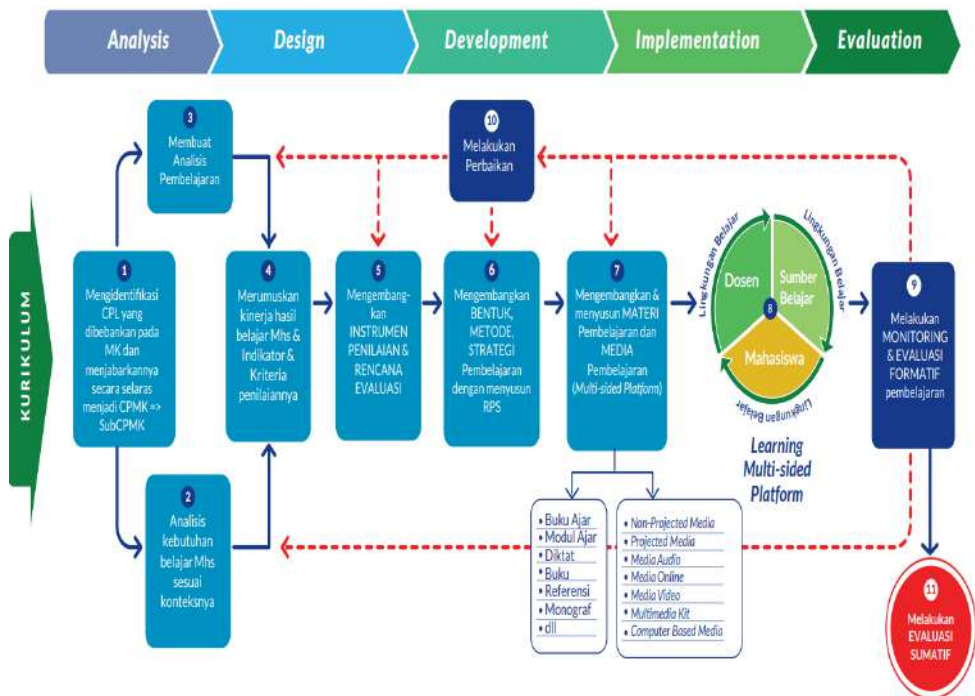 Analysis
Design
Development
Implementation
Evaluation
KURIKULUM
3
Membuat
Analisis
Pembelajaran
10
Melakukan
Perbaikan
1
Mengidentifikasi
CPL yang
dibebankan pada
MK dan
menjabarkannya
secara selaras
menjadi CPMK =>
SubCPMK
4
Merumuskan
kinerja hasil
belajar Mhs &
Indikator &
Kriteria
penilaiannya
5
Mengembang-
kan
INSTRUMEN
PENILAIAN &
RENCANA
EVALUASI
6
Mengembangkan
BENTUK,
METODE,
STRATEGI
Pembelajaran
dengan menyusun
RPS
7
Mengembangkan &
menyusun MATERI
Pembelajaran dan
MEDIA
Pembelajaran
(Multi-sided Platform)
Lingkungan Belajar
Lingkungan Belajar
Lingkungan Belajar
Dosen
Sumber
Belajar
8
Mahasiswa
Learning
Multi-sided
Platform
9
Melakukan
MONITORING
& EVALUASI
FORMATIF
pembelajaran
2
Analisis
kebutuhan
belajar Mhs
sesuai
konteksnya
• Buku Ajar
• Modul Ajar
• Diktat
• Buku
• Referensi
• Monograf
• dll
• Non-Projected Media
• Projected Media
• Media Audio
• Media Online
• Media Video
• Multimedia Kit
• Computer Based Media
11
Melakukan
EVALUASI
SUMATIF